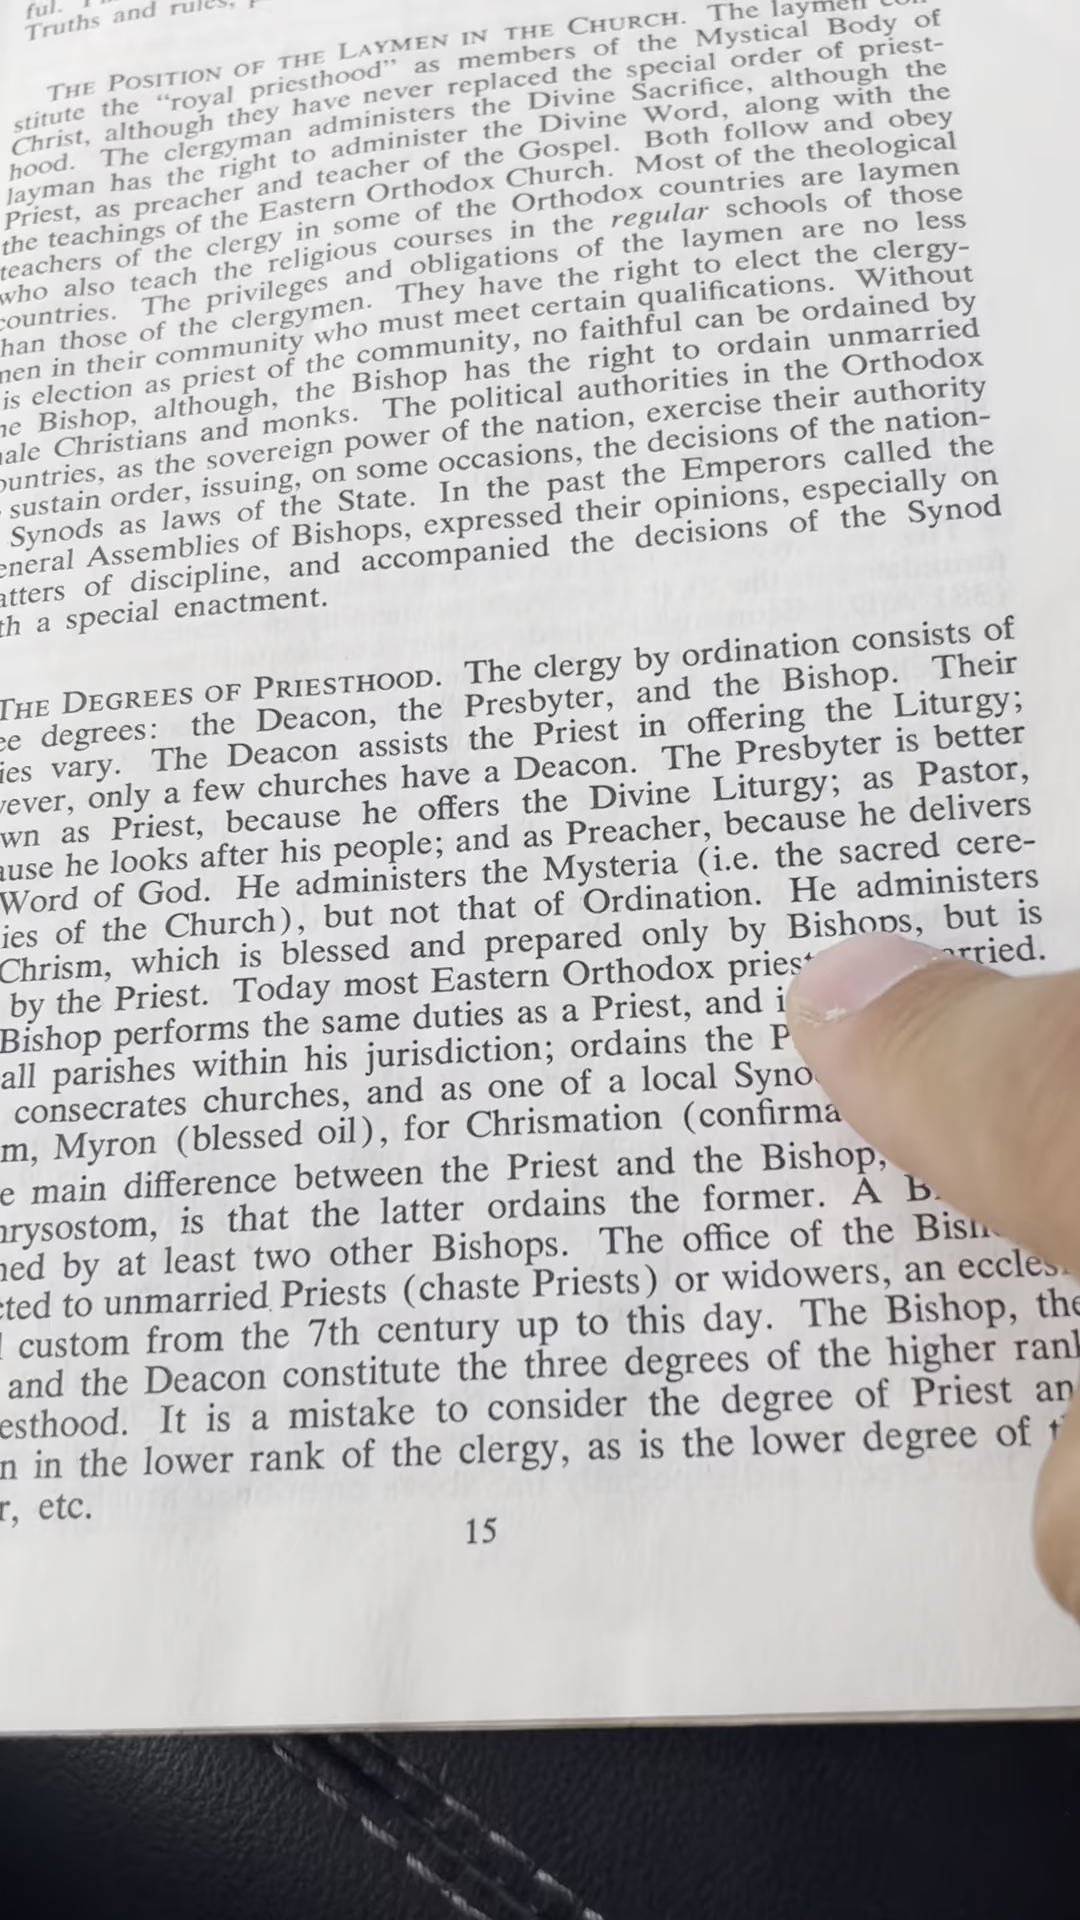 ful.
Truths and rules,
THE POSITION OF THE LAYMEN IN THE CHURCH. The laymen con-
stitute the "royal priesthood" as members of the Mystical Body of
Christ, although they have never replaced the special order of priest-
hood. The clergyman administers the Divine Sacrifice, although the
layman has the right to administer the Divine Word, along with the
Priest, as preacher and teacher of the Gospel. Both follow and obey
the teachings of the Eastern Orthodox Church. Most of the theological
teachers of the clergy in some of the Orthodox countries are laymen
who also teach the religious courses in the regular schools of those
countries. The privileges and obligations of the laymen are no less
han those of the clergymen. They have the right to elect the clergy-
men in their community who must meet certain qualifications. Without
is election as priest of the community, no faithful can be ordained by
he Bishop, although, the Bishop has the right to ordain unmarried
ale Christians and monks. The political authorities in the Orthodox
ountries, as the sovereign power of the nation, exercise their authority
sustain order, issuing, on some occasions, the decisions of the nation-
Synods as laws of the State. In the past the Emperors called the
eneral Assemblies of Bishops, expressed their opinions, especially on
atters of discipline, and accompanied the decisions of the Synod
th a special enactment.
THE DEGREES OF PRIESTHOOD. The clergy by ordination consists of
ee degrees: the Deacon, the Presbyter, and the Bishop. Their
ies vary. The Deacon assists the Priest in offering the Liturgy;
ever, only a few churches have a Deacon. The Presbyter is better
wn as Priest, because he offers the Divine Liturgy; as Pastor,
ause he looks after his people; and as Preacher, because he delivers
Word of God. He administers the Mysteria (i.e. the sacred cere-
ies of the Church), but not that of Ordination. He administers
Chrism, which is blessed and prepared only by Bishops, but is
by the Priest. Today most Eastern Orthodox priest rried.
Bishop performs the same duties as a Priest, and i
all parishes within his jurisdiction; ordains the P
consecrates churches, and as one of a local Syno
m, Myron (blessed oil), for Chrismation (confirma
e main difference between the Priest and the Bishop,
hrysostom, is that the latter ordains the former. A B
ned by at least two other Bishops. The office of the Bish
cted to unmarried Priests (chaste Priests) or widowers, an eccles
l custom from the 7th century up to this day. The Bishop, the
and the Deacon constitute the three degrees of the higher rank
esthood. It is a mistake to consider the degree of Priest an
n in the lower rank of the clergy, as is the lower degree of t
r, etc.
15